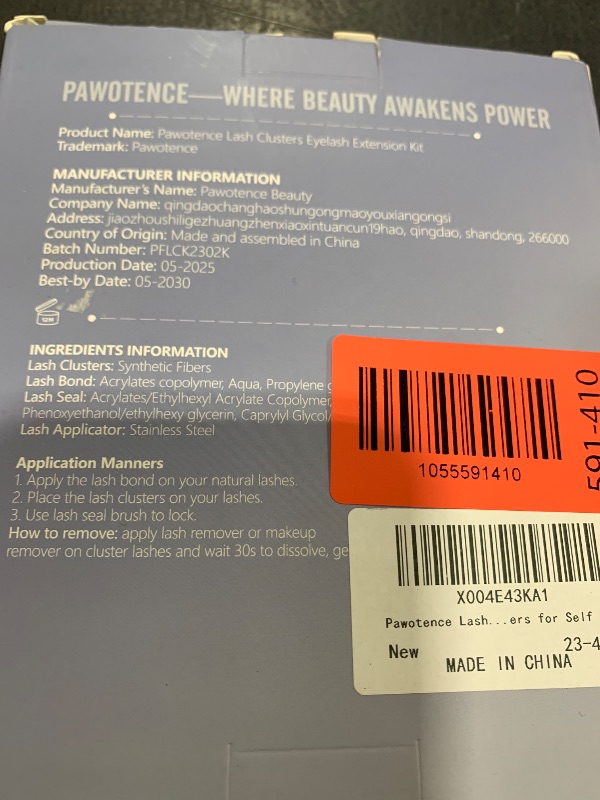 PAWOTENCE—WHERE BEAUTY AWAKENS POWER
Product Name: Pawotence Lash Clusters Eyelash Extension Kit
Trademark: Pawotence
MANUFACTURER INFORMATION
Manufacturer's Name: Pawotence Beauty
Company Name: qingdaochanghaoshungongmaoyouxiangongsi
Address: jiaozhoushiligezhuangzhenxiaoxintuancun19hao, qingdao, shandong, 266000
Country of Origin: Made and assembled in China
Batch Number: PFLCK2302K
Production Date: 05-2025
Best-by Date: 05-2030
12M
INGREDIENTS INFORMATION
Lash Clusters: Synthetic Fibers
Lash Bond: Acrylates copolymer, Aqua, Propylene g
Lash Seal: Acrylates/Ethylhexyl Acrylate Copolymer,
Phenoxyethanol/ethylhexy glycerin, Caprylyl Glycol/
Lash Applicator: Stainless Steel
Application Manners
1. Apply the lash bond on your natural lashes.
2. Place the lash clusters on your lashes.
3. Use lash seal brush to lock.
How to remove: apply lash remover or makeup
remover on cluster lashes and wait 30s to dissolve, ge
1055591410
591-410
X004E43KA1
Pawotence Lash...ers for Self
New
23-4
MADE IN CHINA